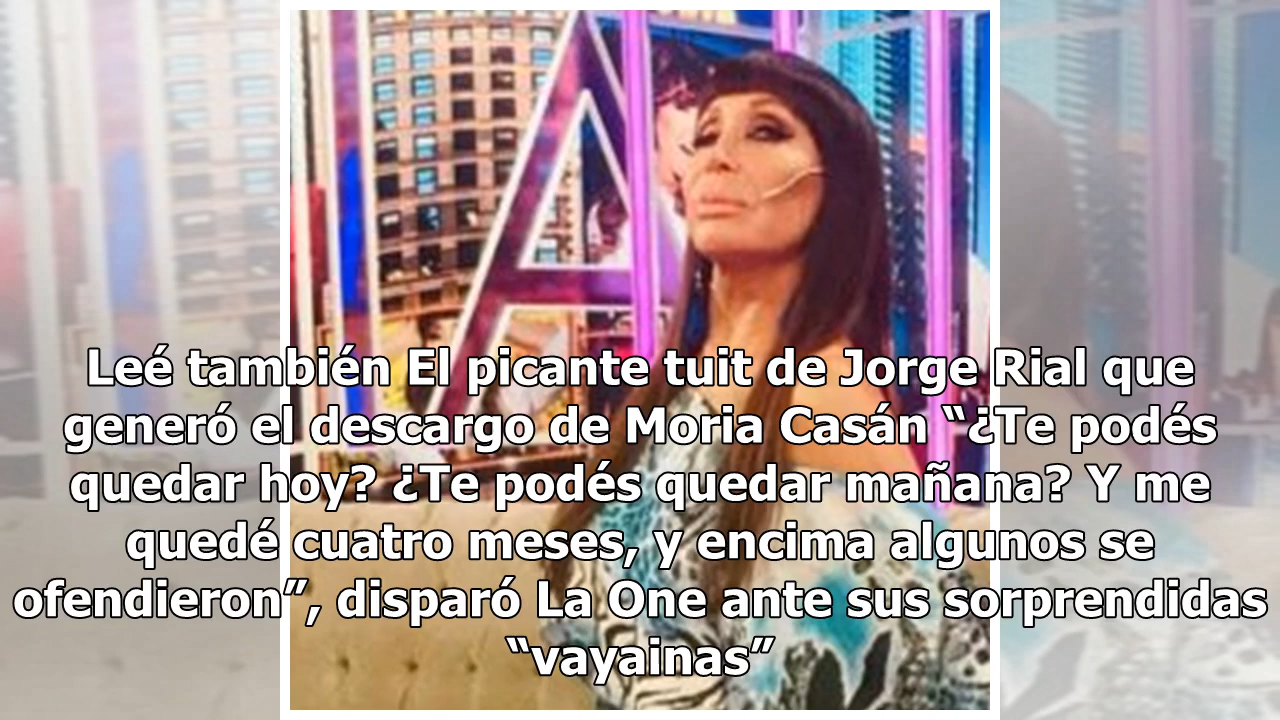 Leé también El picante tuit de Jorge Rial que
generó el descargo de Moria Casán “¿Te podés
quedar hoy? ¿Te podés quedar mañana? Y me
quedé cuatro meses, y encima algunos se
ofendieron”, disparó La One ante sus sorprendidas
“vayainas”